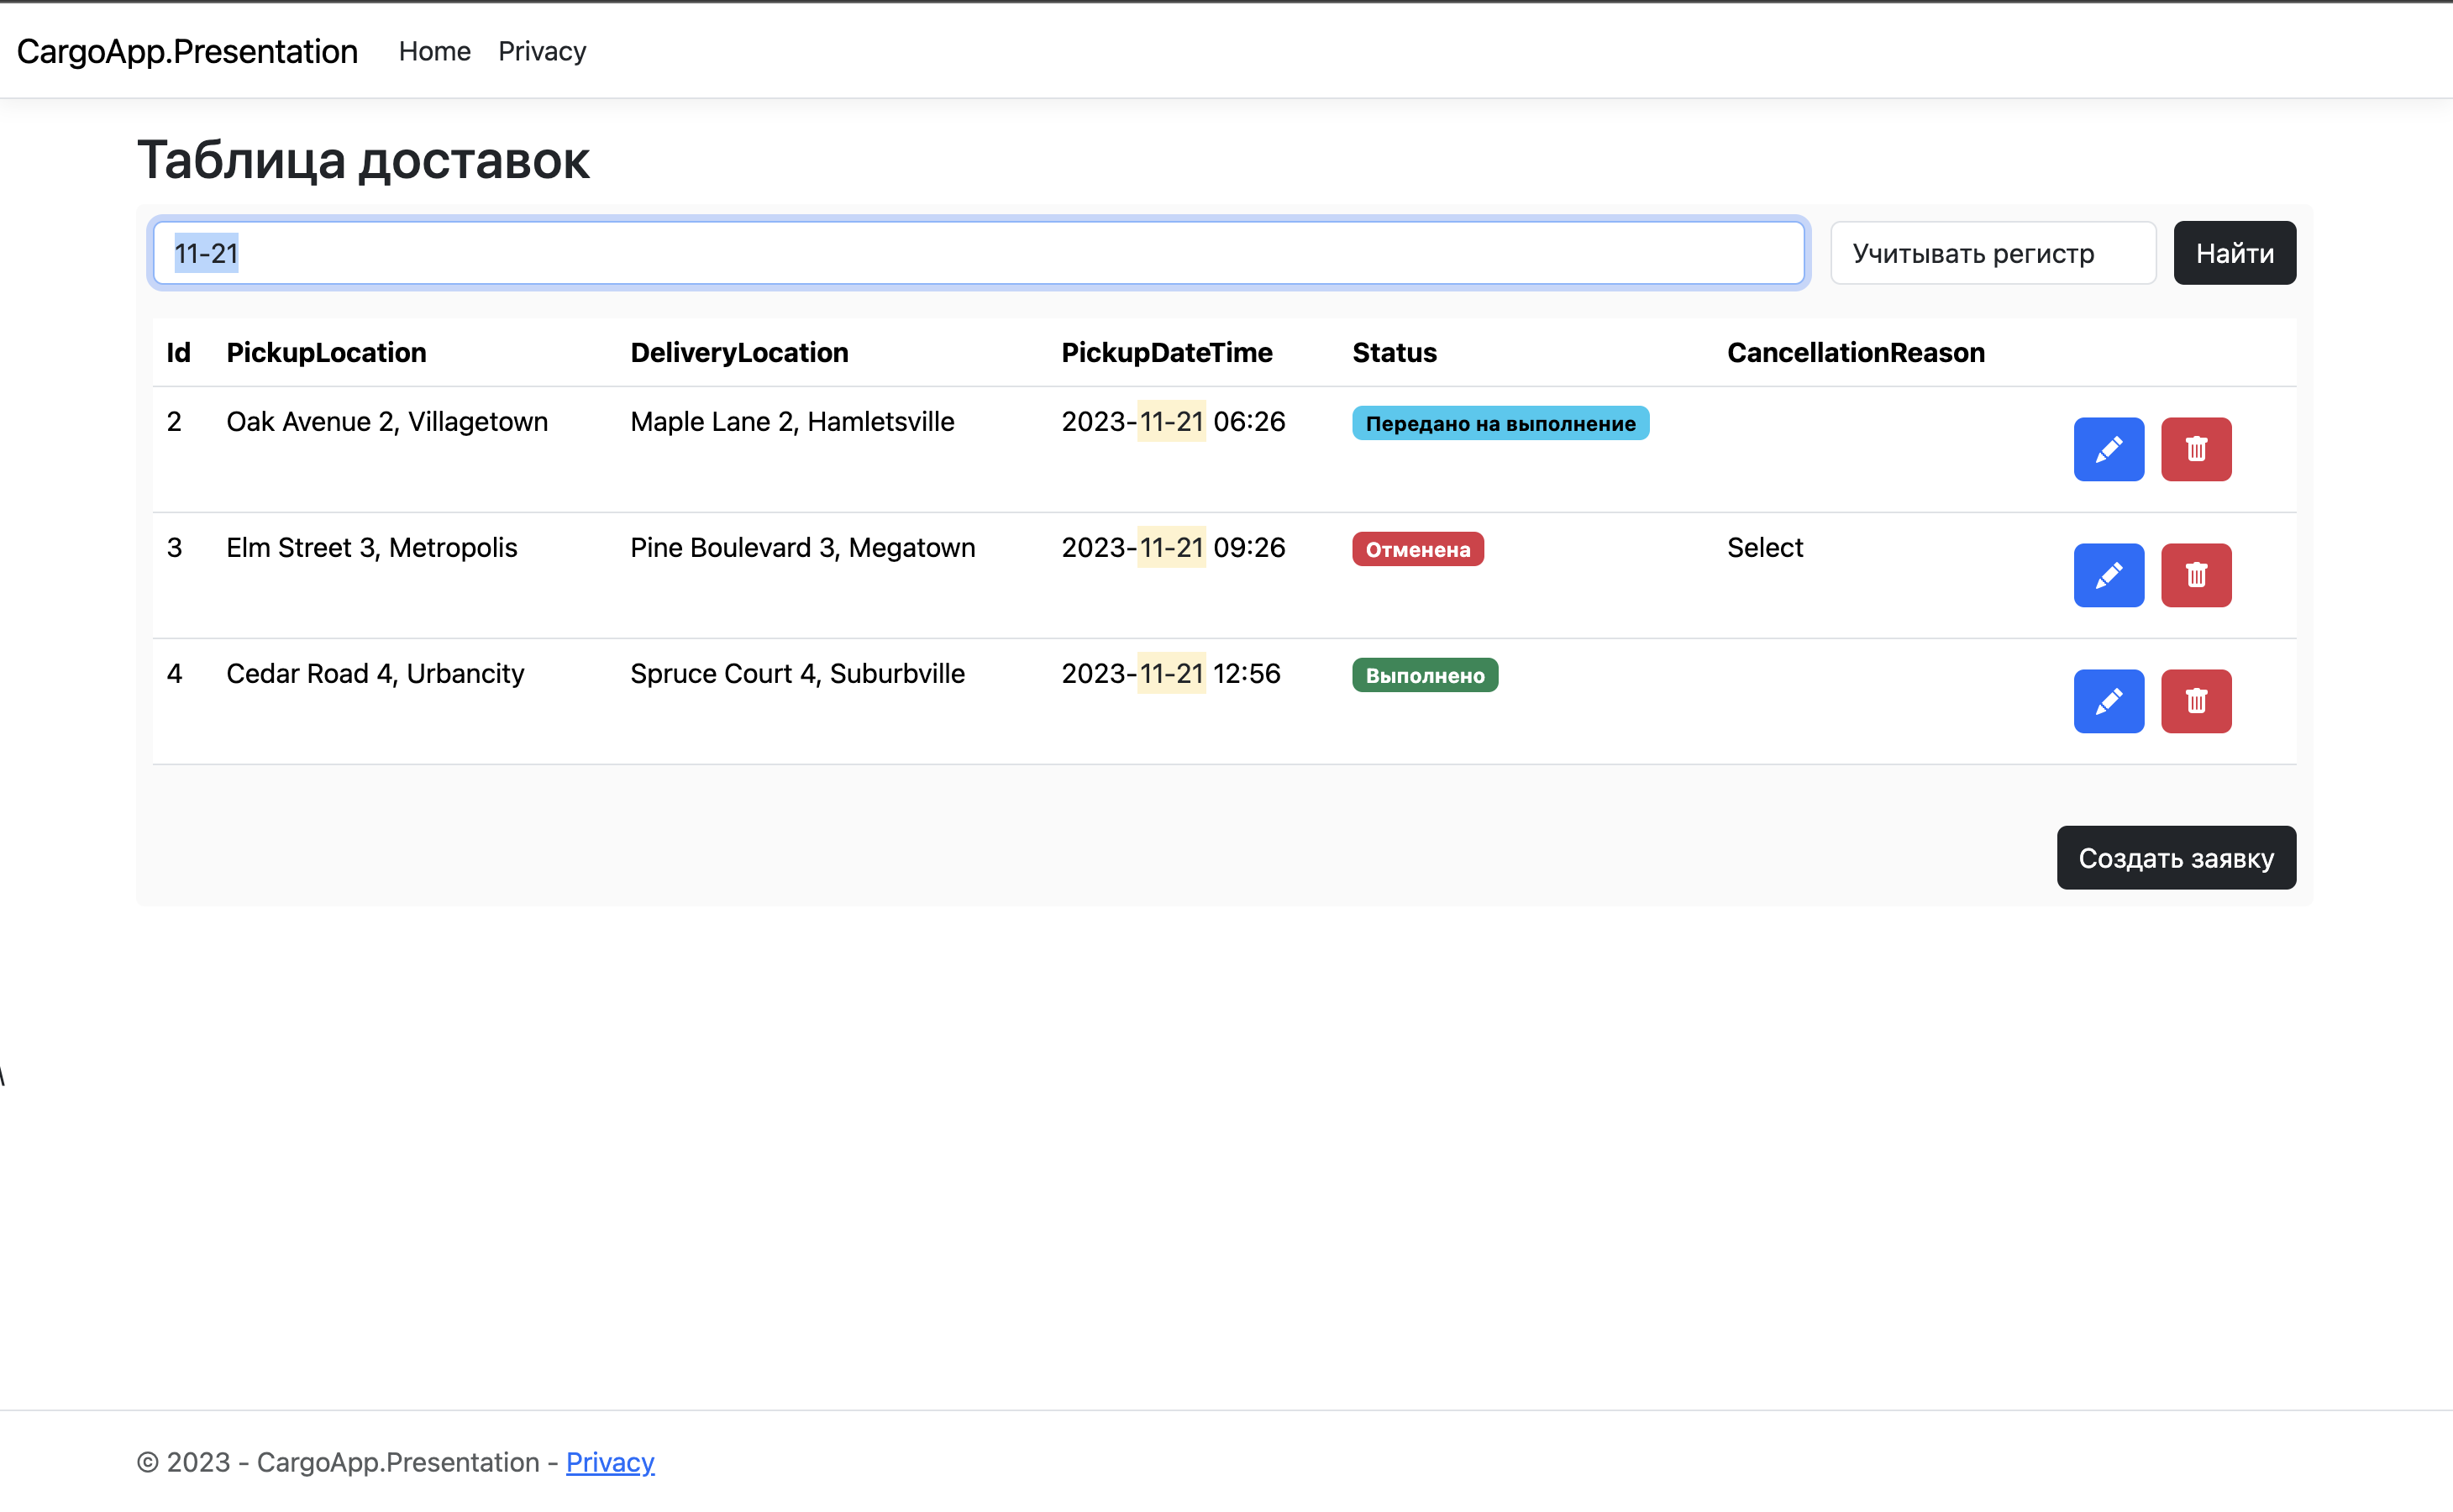 CargoApp.Presentation Home Privacy
Таблица доставок
11-21 Учитывать регистр Найти
Id PickupLocation DeliveryLocation PickupDateTime Status CancellationReason
2 Oak Avenue 2, Villagetown Maple Lane 2, Hamletsville 2023-11-21 06:26 Передано на выполнение
3 Elm Street 3, Metropolis Pine Boulevard 3, Megatown 2023-11-21 09:26 Отменена Select
4 Cedar Road 4, Urbancity Spruce Court 4, Suburbville 2023-11-21 12:56 Выполнено
Создать заявку
\
© 2023 - CargoApp.Presentation - Privacy